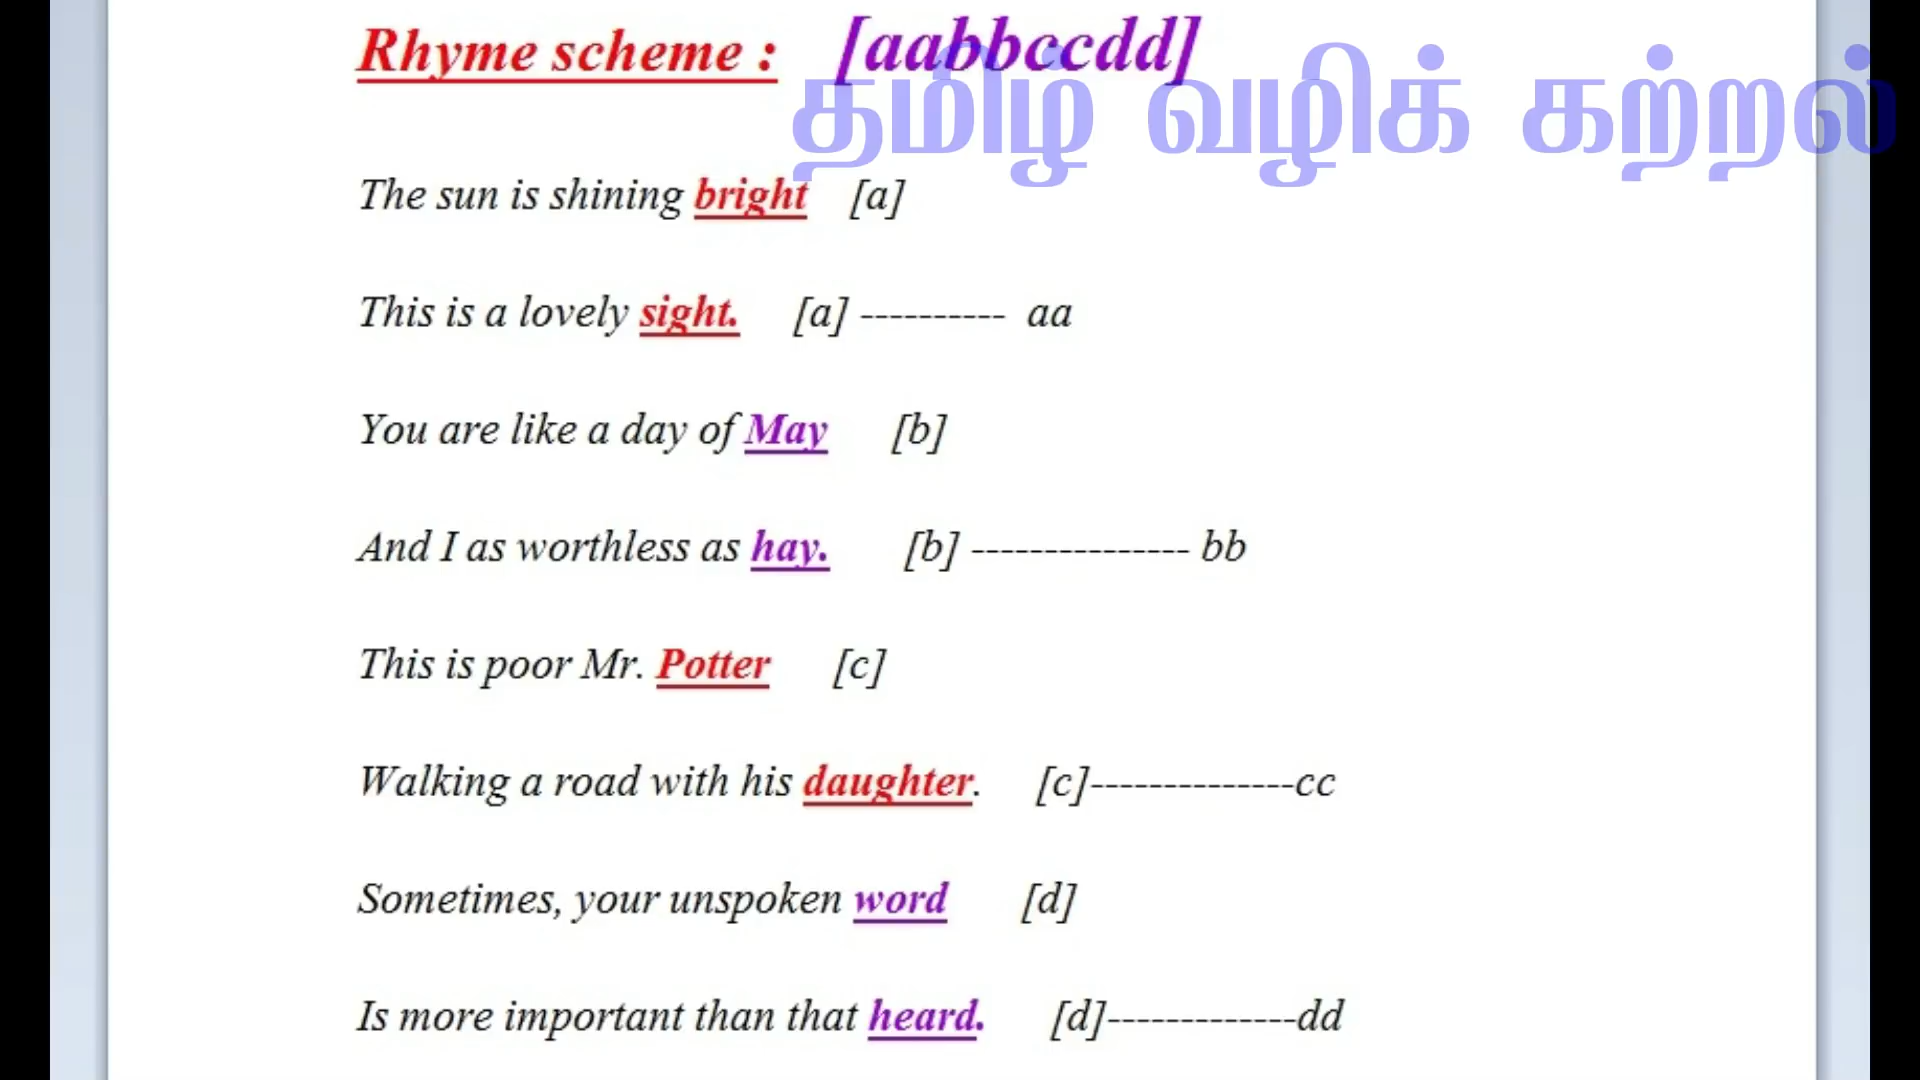 Rhyme scheme : [aabbccdd]
தமிழ் வழிக் கற்றல்
The sun is shining bright [a]
This is a lovely sight. [a] ---------- aa
You are like a day of May [b]
And I as worthless as hay. [b] --------------- bb
This is poor Mr. Potter [c]
Walking a road with his daughter. [c]--------------cc
Sometimes, your unspoken word [d]
Is more important than that heard. [d]-------------dd